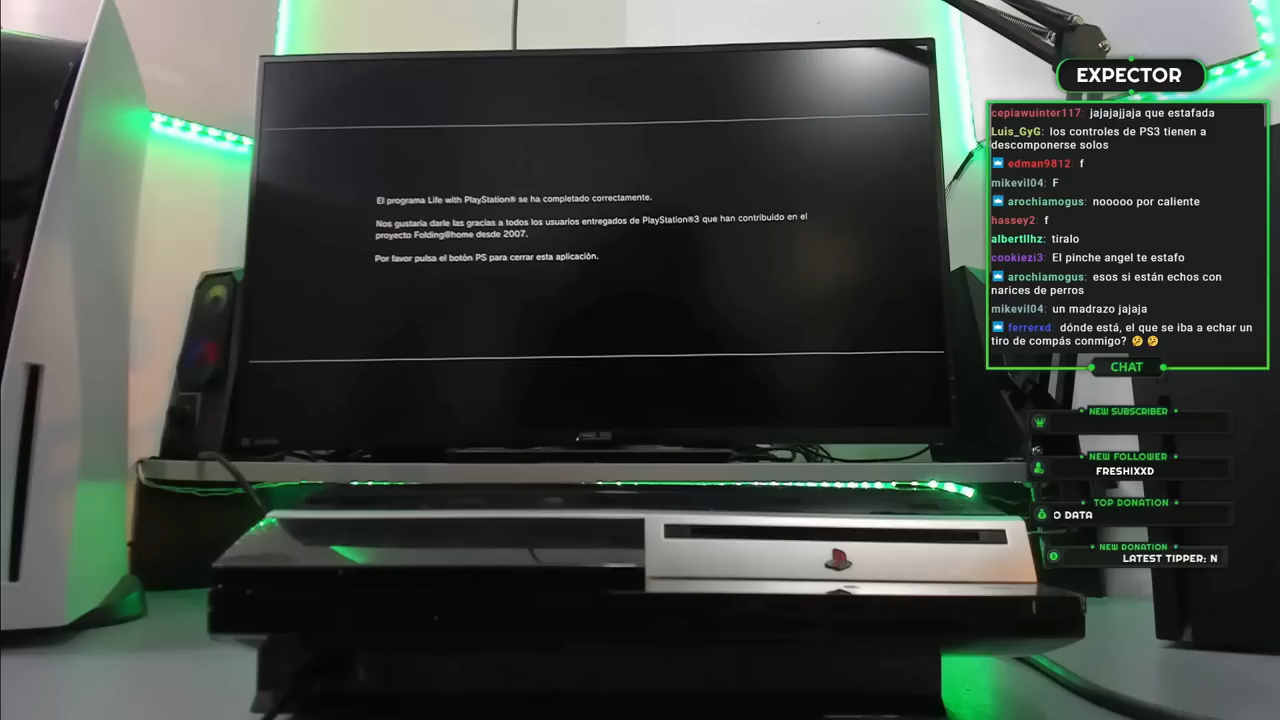 El programa Life with PlayStation® se ha completado correctamente.
Nos gustaría darle las gracias a todos los usuarios entregados de PlayStation®3 que han contribuido en el
proyecto Folding@home desde 2007.
Por favor pulsa el botón PS para cerrar esta aplicación.
EXPECTOR
cepiawuinter117: jajajajjaja que estafada
Luis_GyG: los controles de PS3 tienen a
descomponerse solos
edman9812: f
mikevil04: F
arochiamogus: nooooo por caliente
hassey2: f
albertllhz: tiralo
cookiezi3: El pinche angel te estafo
arochiamogus: esos si están echos con
narices de perros
mikevil04: un madrazo jajaja
ferrerxd: dónde está, el que se iba a echar un
tiro de compás conmigo? 🤔 🤔
CHAT
NEW SUBSCRIBER
NEW FOLLOWER
FRESHIXXD
TOP DONATION
O DATA
NEW DONATION
LATEST TIPPER: N